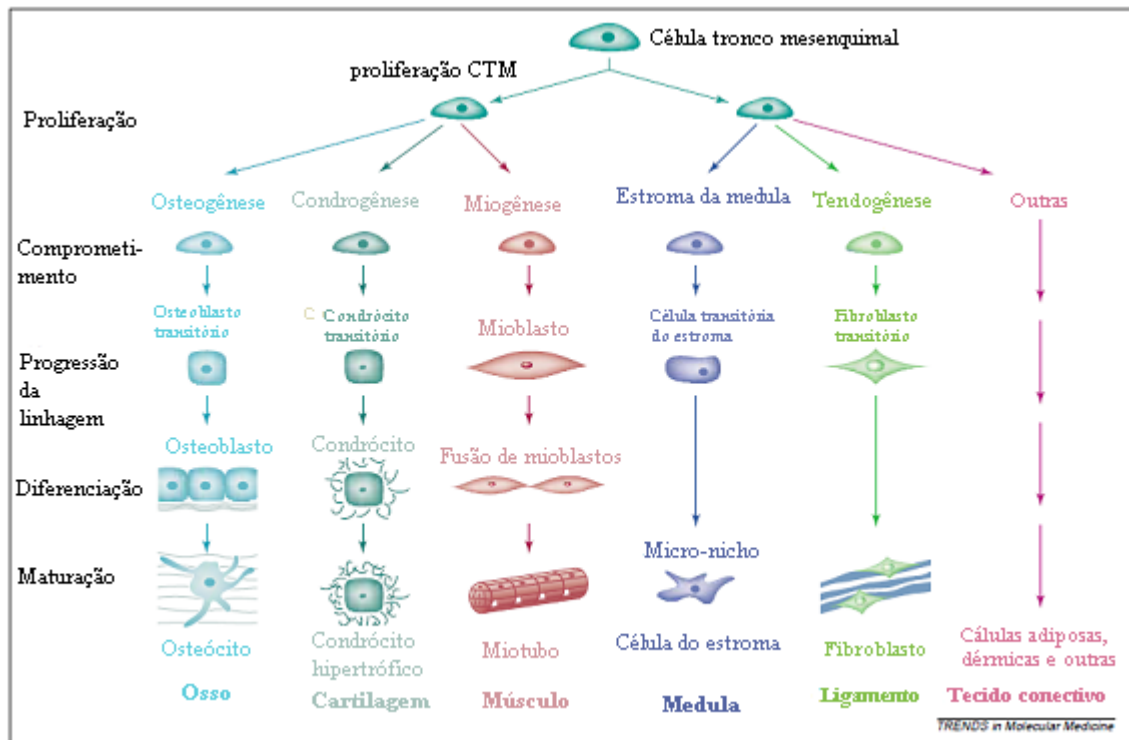 Célula tronco mesenquimal
proliferação CTM
Proliferação
Osteogênese
Condrogênese
Miogênese
Estroma da medula
Tendogênese
Outras
Comprometi-
mento
Osteoblasto
transitório
C Condrócito
transitório
Mioblasto
Célula transitória
do estroma
Fibroblasto
transitório
Progressão
da
linhagem
Osteoblasto
Condrócito
Fusão de mioblastos
Diferenciação
Micro-nicho
Maturação
Osteócito
Condrócito
hipertrófico
Miotubo
Célula do estroma
Fibroblasto
Cálulas adiposas,
dérmicas e outras
Osso
Cartilagem
Músculo
Medula
Ligamento
Tecido conectivo
TRENDS in Molecular Medicine